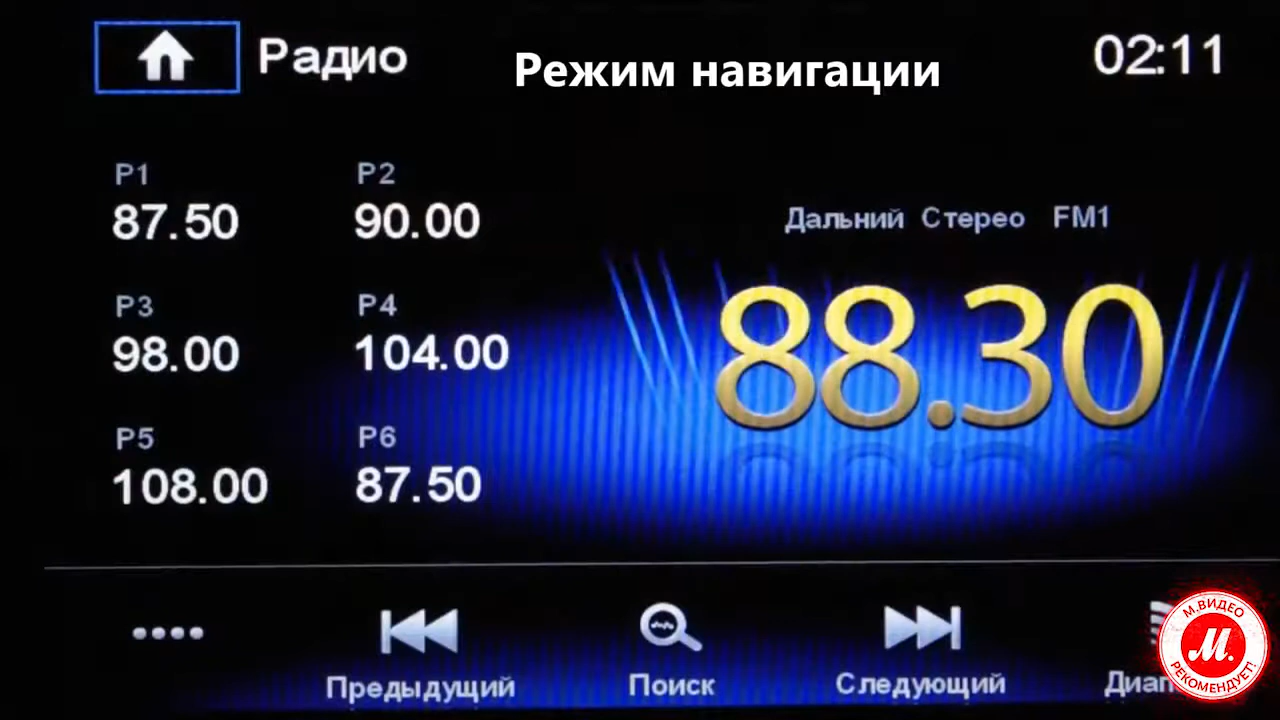 Радио
Режим навигации
02:11
P1
87.50
P2
90.00
P3
98.00
P4
104.00
P5
108.00
P6
87.50
Дальний Стерео FM1
88.30
Предыдущий
Поиск
Следующий
М.ВИДЕО
М.
РЕКОМЕНДУЕТ!